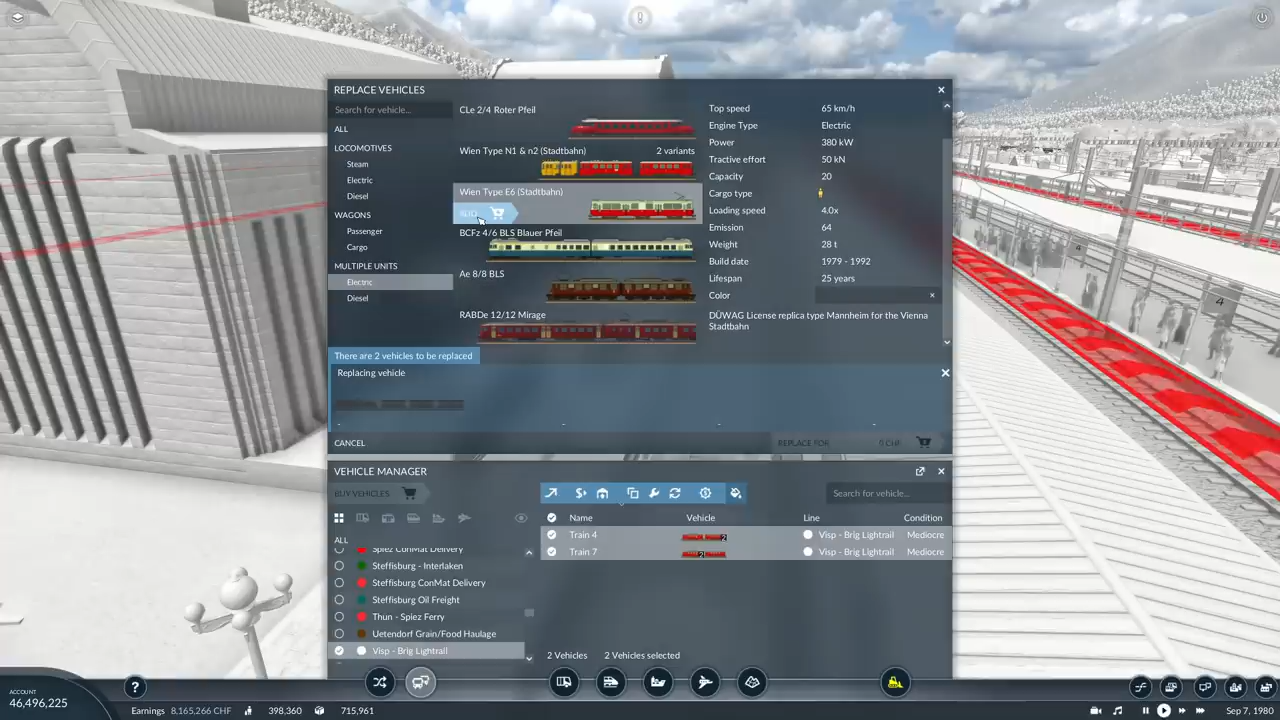 REPLACE VEHICLES
Search for vehicle...
ALL
LOCOMOTIVES
Steam
Electric
Diesel
WAGONS
Passenger
Cargo
MULTIPLE UNITS
Electric
Diesel
CLe 2/4 Roter Pfeil
Wien Type N1 & n2 (Stadtbahn) 2 variants
Wien Type E6 (Stadtbahn)
BCFz 4/6 BLS Blauer Pfeil
Ae 8/8 BLS
RABDe 12/12 Mirage
Top speed 65 km/h
Engine Type Electric
Power 380 kW
Tractive effort 50 kN
Capacity 20
Cargo type
Loading speed 4.0x
Emission 64
Weight 28 t
Build date 1979 - 1992
Lifespan 25 years
Color
DÜWAG License replica type Mannheim for the Vienna
Stadtbahn
There are 2 vehicles to be replaced
Replacing vehicle
- - - -
CANCEL
REPLACE FOR 0 CHF
VEHICLE MANAGER
BUY VEHICLES
Search for vehicle...
ALL
Spiez ConMat Delivery
Steffisburg - Interlaken
Steffisburg ConMat Delivery
Steffisburg Oil Freight
Thun - Spiez Ferry
Uetendorf Grain/Food Haulage
Visp - Brig Lightrail
Name Vehicle Line Condition
Train 4 2 Visp - Brig Lightrail Mediocre
Train 7 2 Visp - Brig Lightrail Mediocre
2 Vehicles 2 Vehicles selected
4
4
ACCOUNT
46,496,225
?
Earnings 8,165,266 CHF 398,360 715,961
Sep 7, 1980